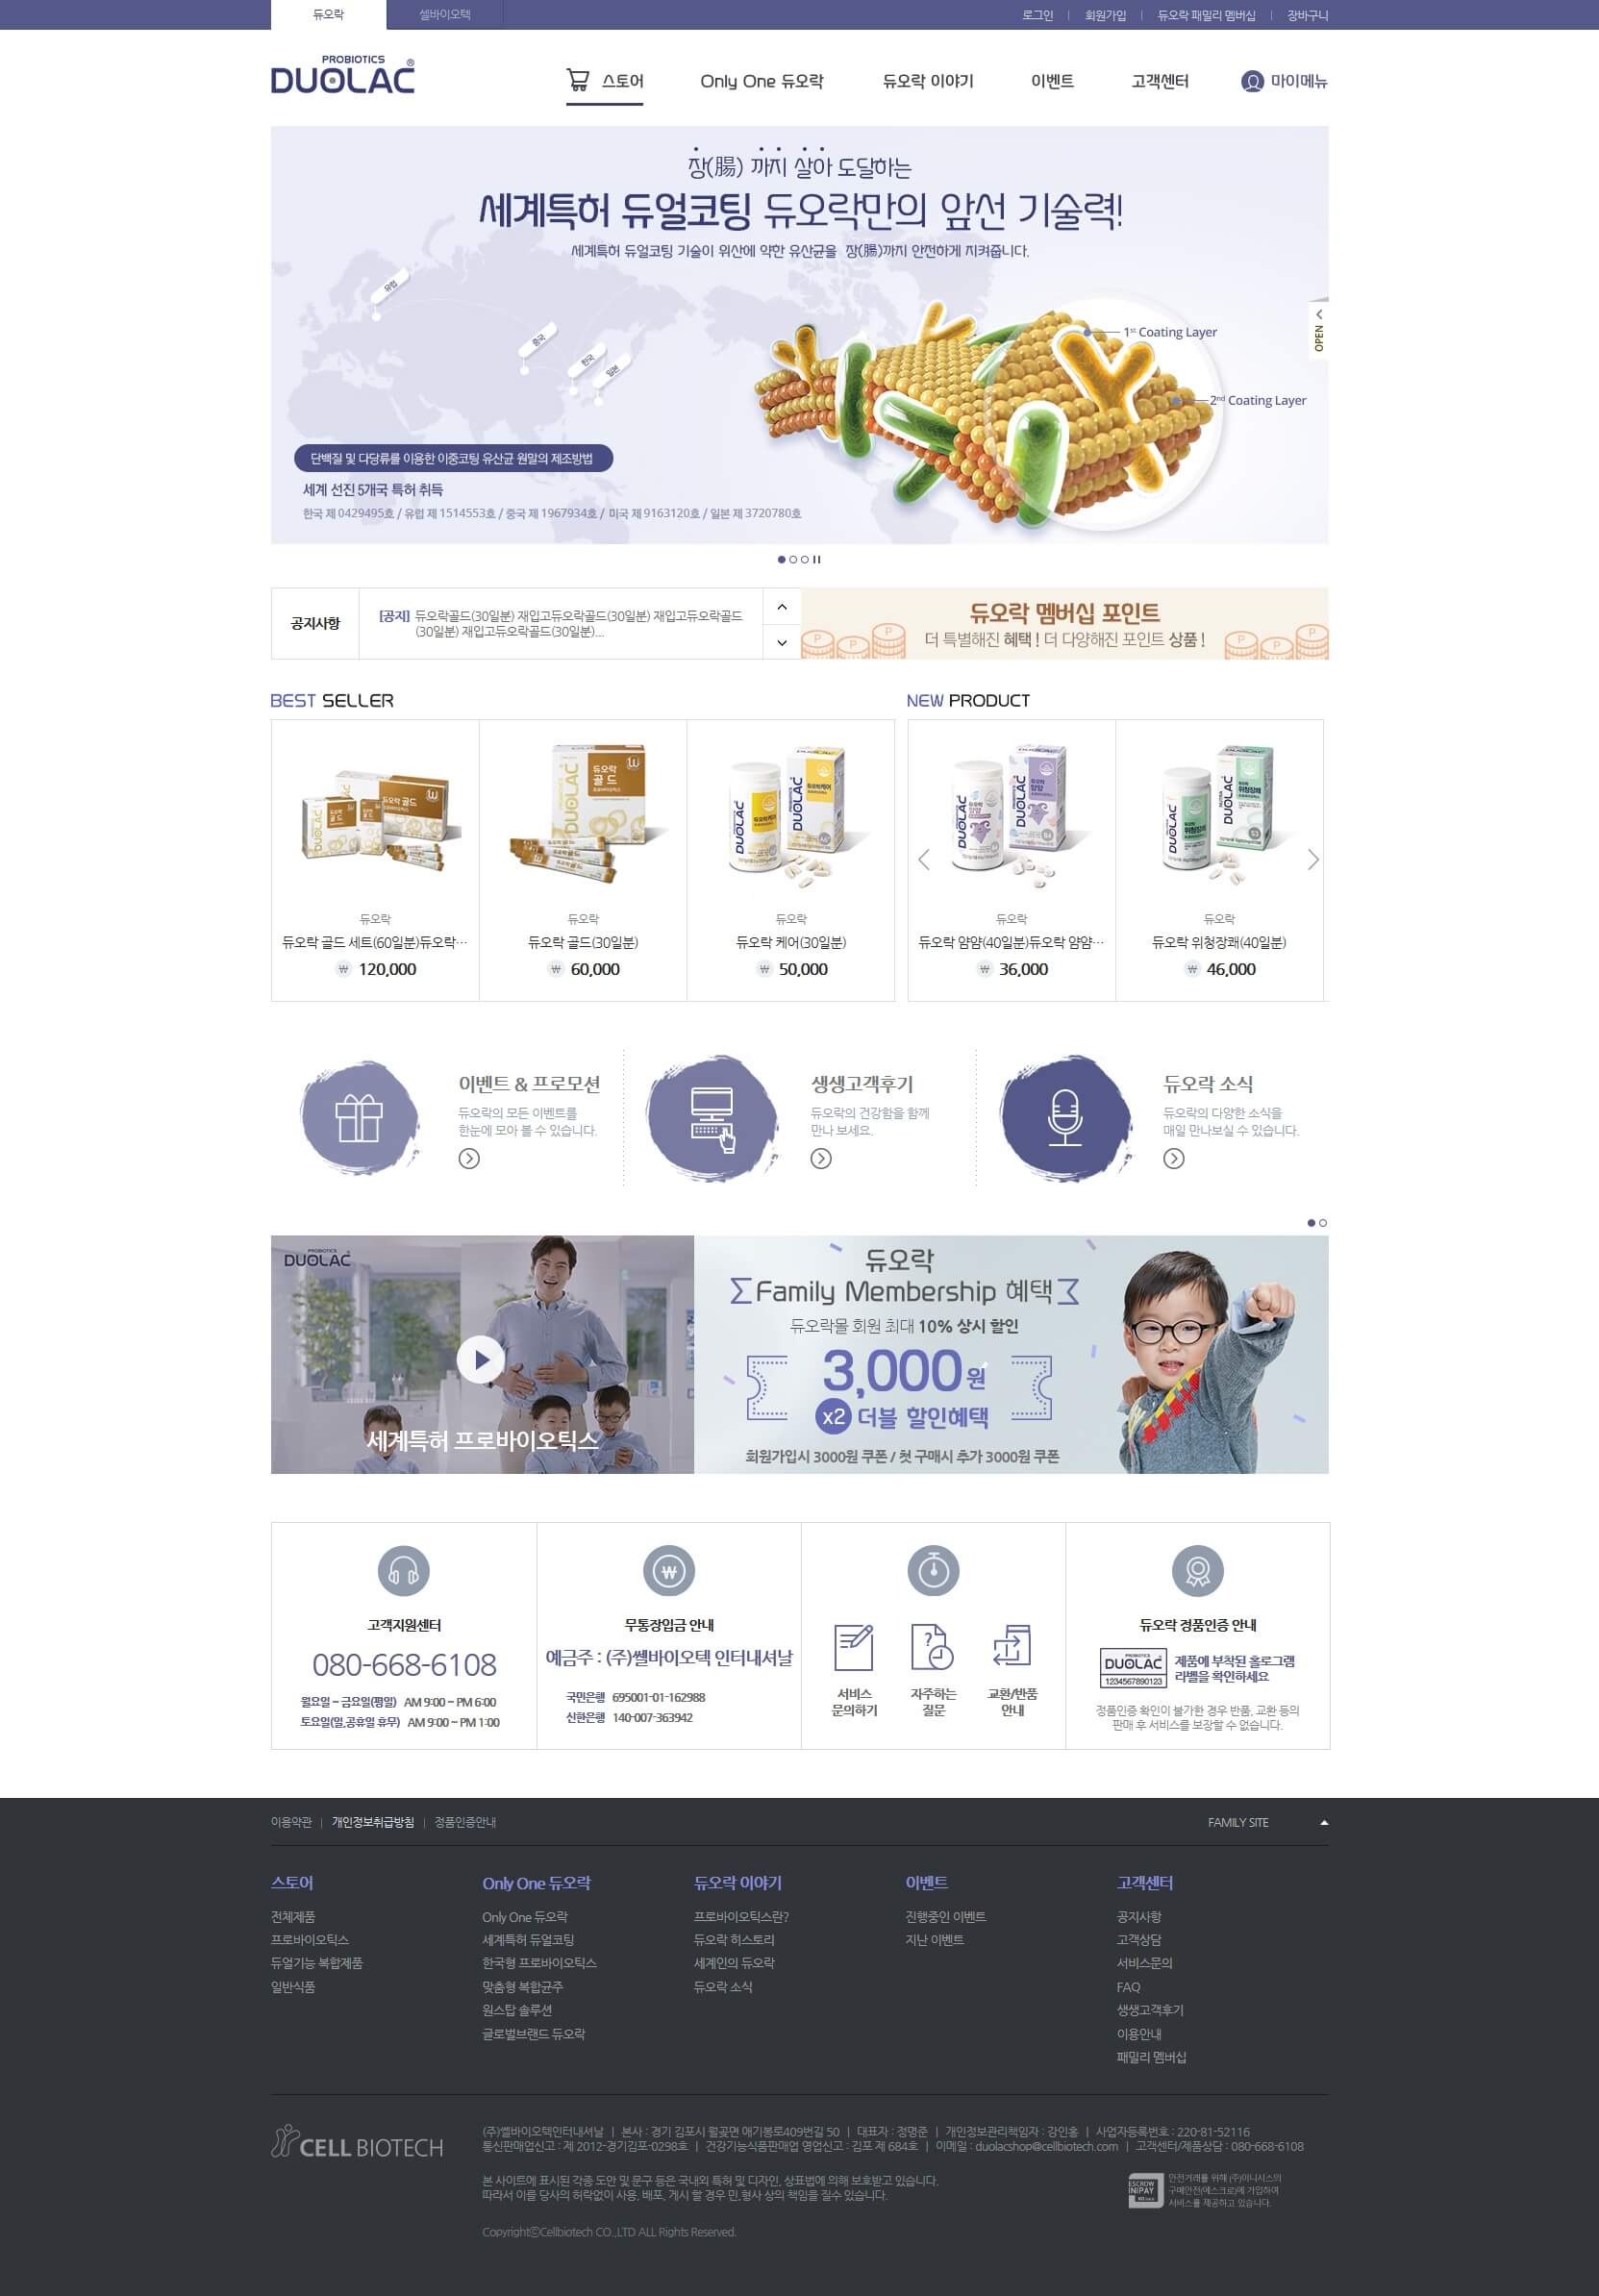 듀오락
셀바이오텍
로그인
회원가입
듀오락 패밀리 멤버십
장바구니
PROBIOTICS
DUOLAC®
스토어
Only One 듀오락
듀오락 이야기
이벤트
고객센터
마이메뉴
장(腸) 까지 살아 도달하는
세계특허 듀얼코팅 듀오락만의 앞선 기술력!
세계특허 듀얼코팅 기술이 위산에 약한 유산균을 장(腸)까지 안전하게 지켜줍니다.
유럽
중국
한국
일본
1st Coating Layer
2nd Coating Layer
OPEN
단백질 및 다당류를 이용한 이중코팅 유산균 원말의 제조방법
세계 선진 5개국 특허 취득
한국 제 0429495호 / 유럽 제 1514553호 / 중국 제 1967934호 / 미국 제 9163120호 / 일본 제 3720780호
공지사항
[공지] 듀오락골드(30일분) 재입고듀오락골드(30일분) 재입고듀오락골드
(30일분) 재입고듀오락골드(30일분)...
듀오락 멤버십 포인트
더 특별해진 혜택! 더 다양해진 포인트 상품!
BEST SELLER
NEW PRODUCT
듀오락
듀오락 골드 세트(60일분)듀오락…
₩ 120,000
듀오락
듀오락 골드(30일분)
₩ 60,000
듀오락
듀오락 케어(30일분)
₩ 50,000
듀오락
듀오락 얌얌(40일분)듀오락 얌얌…
₩ 36,000
듀오락
듀오락 위청장쾌(40일분)
₩ 46,000
이벤트 & 프로모션
듀오락의 모든 이벤트를
한눈에 모아 볼 수 있습니다.
생생고객후기
듀오락의 건강함을 함께
만나 보세요.
듀오락 소식
듀오락의 다양한 소식을
매일 만나보실 수 있습니다.
PROBIOTICS
DUOLAC
세계특허 프로바이오틱스
듀오락
Family Membership 혜택
듀오락몰 회원 최대 10% 상시 할인
3,000원
x2 더블 할인혜택
회원가입시 3000원 쿠폰 / 첫 구매시 추가 3000원 쿠폰
고객지원센터
080-668-6108
월요일 ~ 금요일(평일) AM 9:00 ~ PM 6:00
토요일(일,공휴일 휴무) AM 9:00 ~ PM 1:00
무통장입금 안내
예금주 : (주)쎌바이오텍 인터내셔날
국민은행 695001-01-162988
신한은행 140-007-363942
서비스
문의하기
자주하는
질문
교환/반품
안내
듀오락 정품인증 안내
PROBIOTICS
DUOLAC
1234567890123
제품에 부착된 홀로그램
라벨을 확인하세요
정품인증 확인이 불가한 경우 반품, 교환 등의
판매 후 서비스를 보장할 수 없습니다.
이용약관
개인정보취급방침
정품인증안내
FAMILY SITE
스토어
전체제품
프로바이오틱스
듀얼기능 복합제품
일반식품
Only One 듀오락
Only One 듀오락
세계특허 듀얼코팅
한국형 프로바이오틱스
맞춤형 복합균주
원스탑 솔루션
글로벌브랜드 듀오락
듀오락 이야기
프로바이오틱스란?
듀오락 히스토리
세계인의 듀오락
듀오락 소식
이벤트
진행중인 이벤트
지난 이벤트
고객센터
공지사항
고객상담
서비스문의
FAQ
생생고객후기
이용안내
패밀리 멤버십
CELL BIOTECH
(주)쎌바이오텍인터내셔날 | 본사 : 경기 김포시 월곶면 애기봉로409번길 50 | 대표자 : 정명준 | 개인정보관리책임자 : 강인홀 | 사업자등록번호 : 220-81-52116
통신판매업신고 : 제 2012-경기김포-0298호 | 건강기능식품판매업 영업신고 : 김포 제 684호 | 이메일 : duolacshop@cellbiotech.com | 고객센터/제품상담 : 080-668-6108
본 사이트에 표시된 각종 도안 및 문구 등은 국내외 특허 및 디자인, 상표법에 의해 보호받고 있습니다.
따라서 이를 당사의 허락없이 사용, 배포, 게시 할 경우 민,형사 상의 책임을 질수 있습니다.
ESCROW
INIPAY
안전거래를 위해 (주)이니시스의
구매안전(에스크로)에 가입하여
서비스를 제공하고 있습니다.
CopyrightⓒCellbiotech CO.,LTD ALL Rights Reserved.